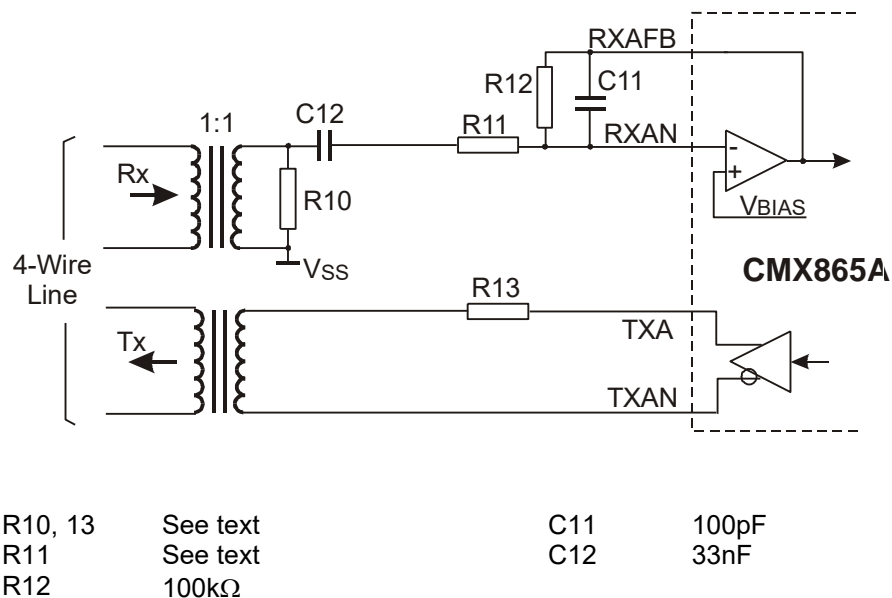 RXAFB
R12
C11
C12
1:1
R11
RXAN
-
+
Rx
R10
VBIAS
4-Wire
Line
VSS
CMX865A
R13
Tx
TXA
TXAN
R10, 13 See text C11 100pF
R11 See text C12 33nF
R12 100kΩ